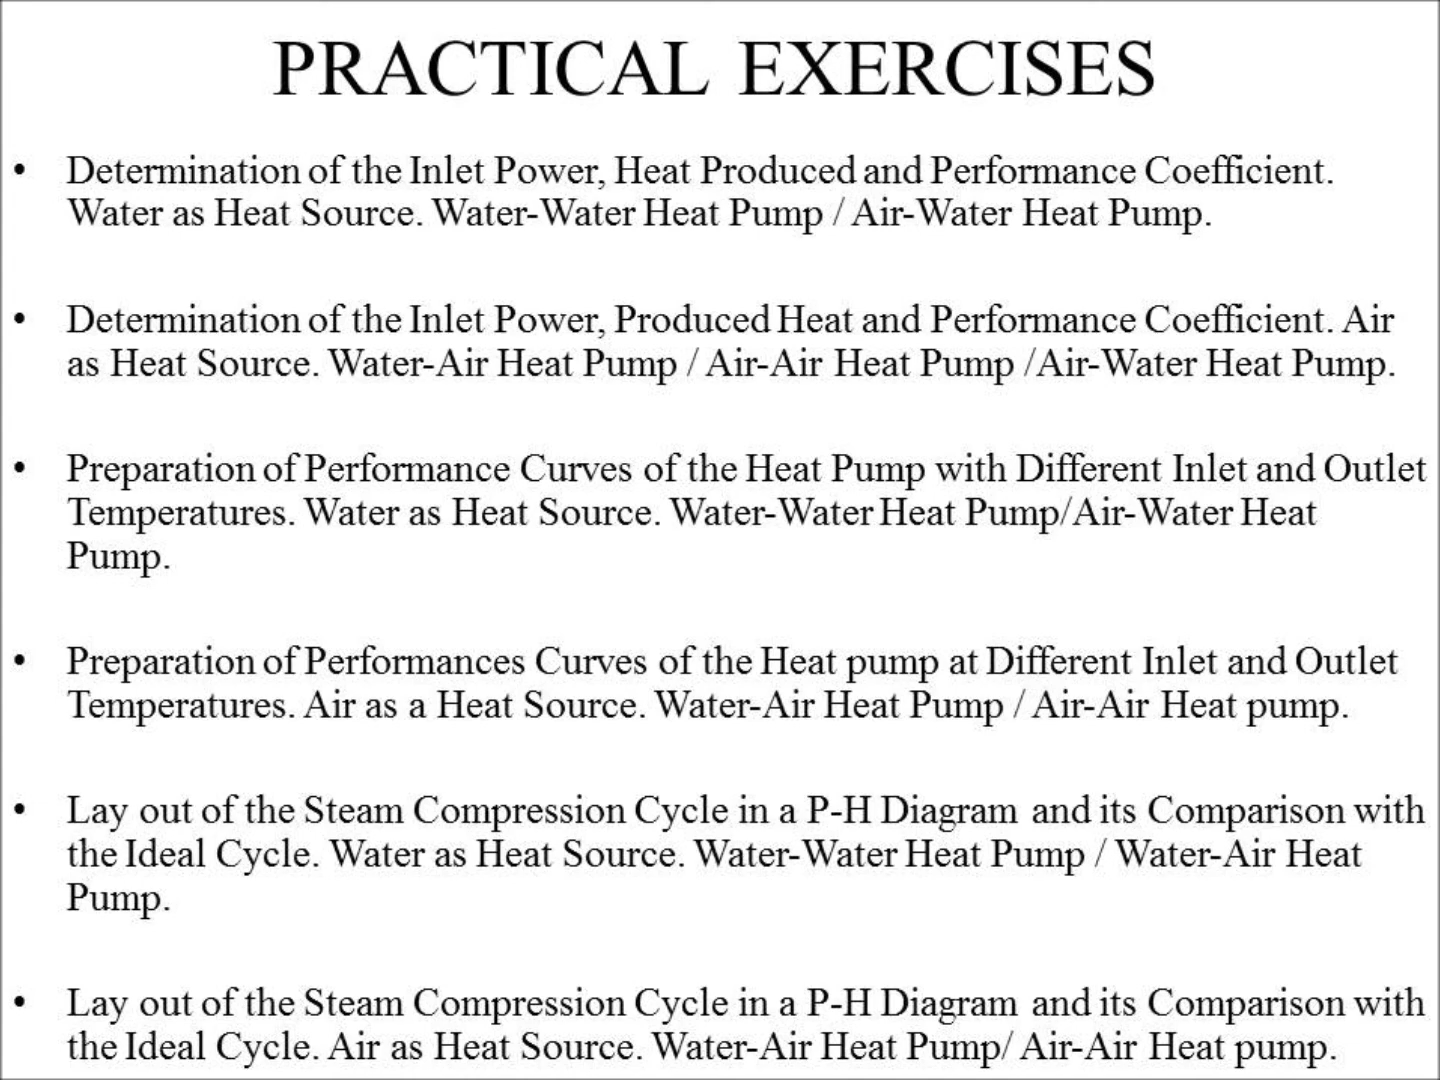 PRACTICAL EXERCISES
• Determination of the Inlet Power, Heat Produced and Performance Coefficient.
Water as Heat Source. Water-Water Heat Pump / Air-Water Heat Pump.
• Determination of the Inlet Power, Produced Heat and Performance Coefficient. Air
as Heat Source. Water-Air Heat Pump / Air-Air Heat Pump /Air-Water Heat Pump.
• Preparation of Performance Curves of the Heat Pump with Different Inlet and Outlet
Temperatures. Water as Heat Source. Water-Water Heat Pump/Air-Water Heat
Pump.
• Preparation of Performances Curves of the Heat pump at Different Inlet and Outlet
Temperatures. Air as a Heat Source. Water-Air Heat Pump / Air-Air Heat pump.
• Lay out of the Steam Compression Cycle in a P-H Diagram and its Comparison with
the Ideal Cycle. Water as Heat Source. Water-Water Heat Pump / Water-Air Heat
Pump.
• Lay out of the Steam Compression Cycle in a P-H Diagram and its Comparison with
the Ideal Cycle. Air as Heat Source. Water-Air Heat Pump/ Air-Air Heat pump.